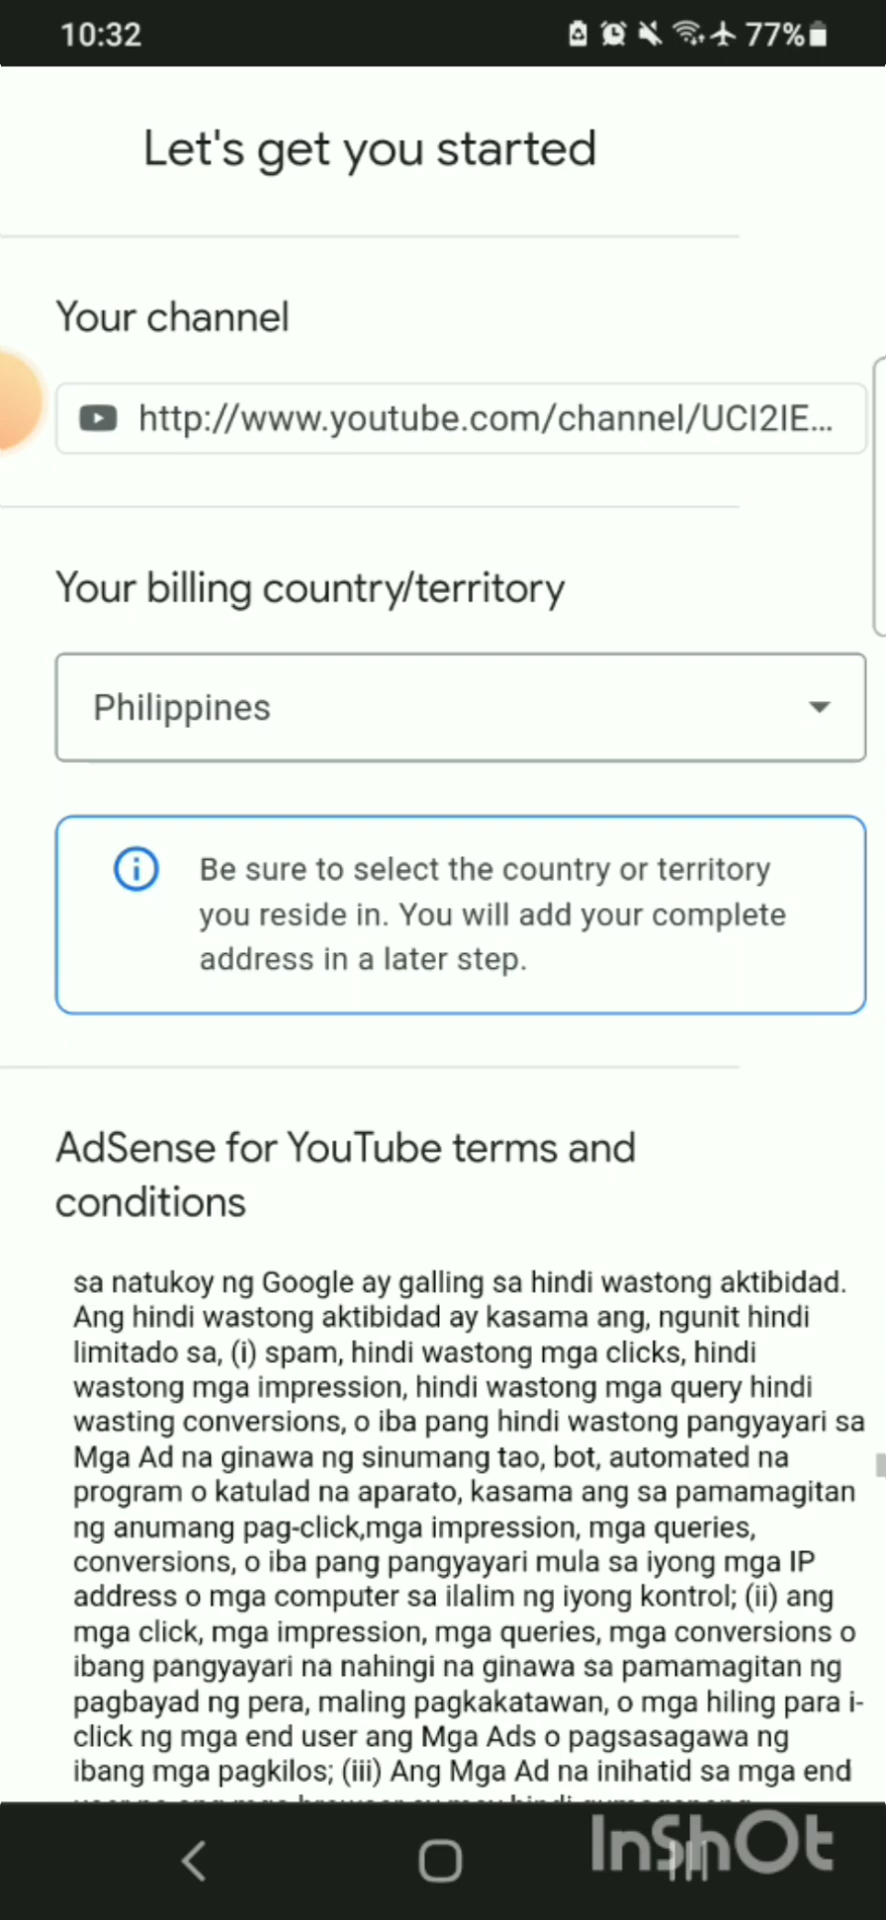 10:32
77%
Let's get you started
Your channel
http://www.youtube.com/channel/UCI2IE...
Your billing country/territory
Philippines
Be sure to select the country or territory
you reside in. You will add your complete
address in a later step.
AdSense for YouTube terms and
conditions
sa natukoy ng Google ay galling sa hindi wastong aktibidad.
Ang hindi wastong aktibidad ay kasama ang, ngunit hindi
limitado sa, (i) spam, hindi wastong mga clicks, hindi
wastong mga impression, hindi wastong mga query hindi
wasting conversions, o iba pang hindi wastong pangyayari sa
Mga Ad na ginawa ng sinumang tao, bot, automated na
program o katulad na aparato, kasama ang sa pamamagitan
ng anumang pag-click,mga impression, mga queries,
conversions, o iba pang pangyayari mula sa iyong mga IP
address o mga computer sa ilalim ng iyong kontrol; (ii) ang
mga click, mga impression, mga queries, mga conversions o
ibang pangyayari na nahingi na ginawa sa pamamagitan ng
pagbayad ng pera, maling pagkakatawan, o mga hiling para i-
click ng mga end user ang Mga Ads o pagsasagawa ng
ibang mga pagkilos; (iii) Ang Mga Ad na inihatid sa mga end
InShOt